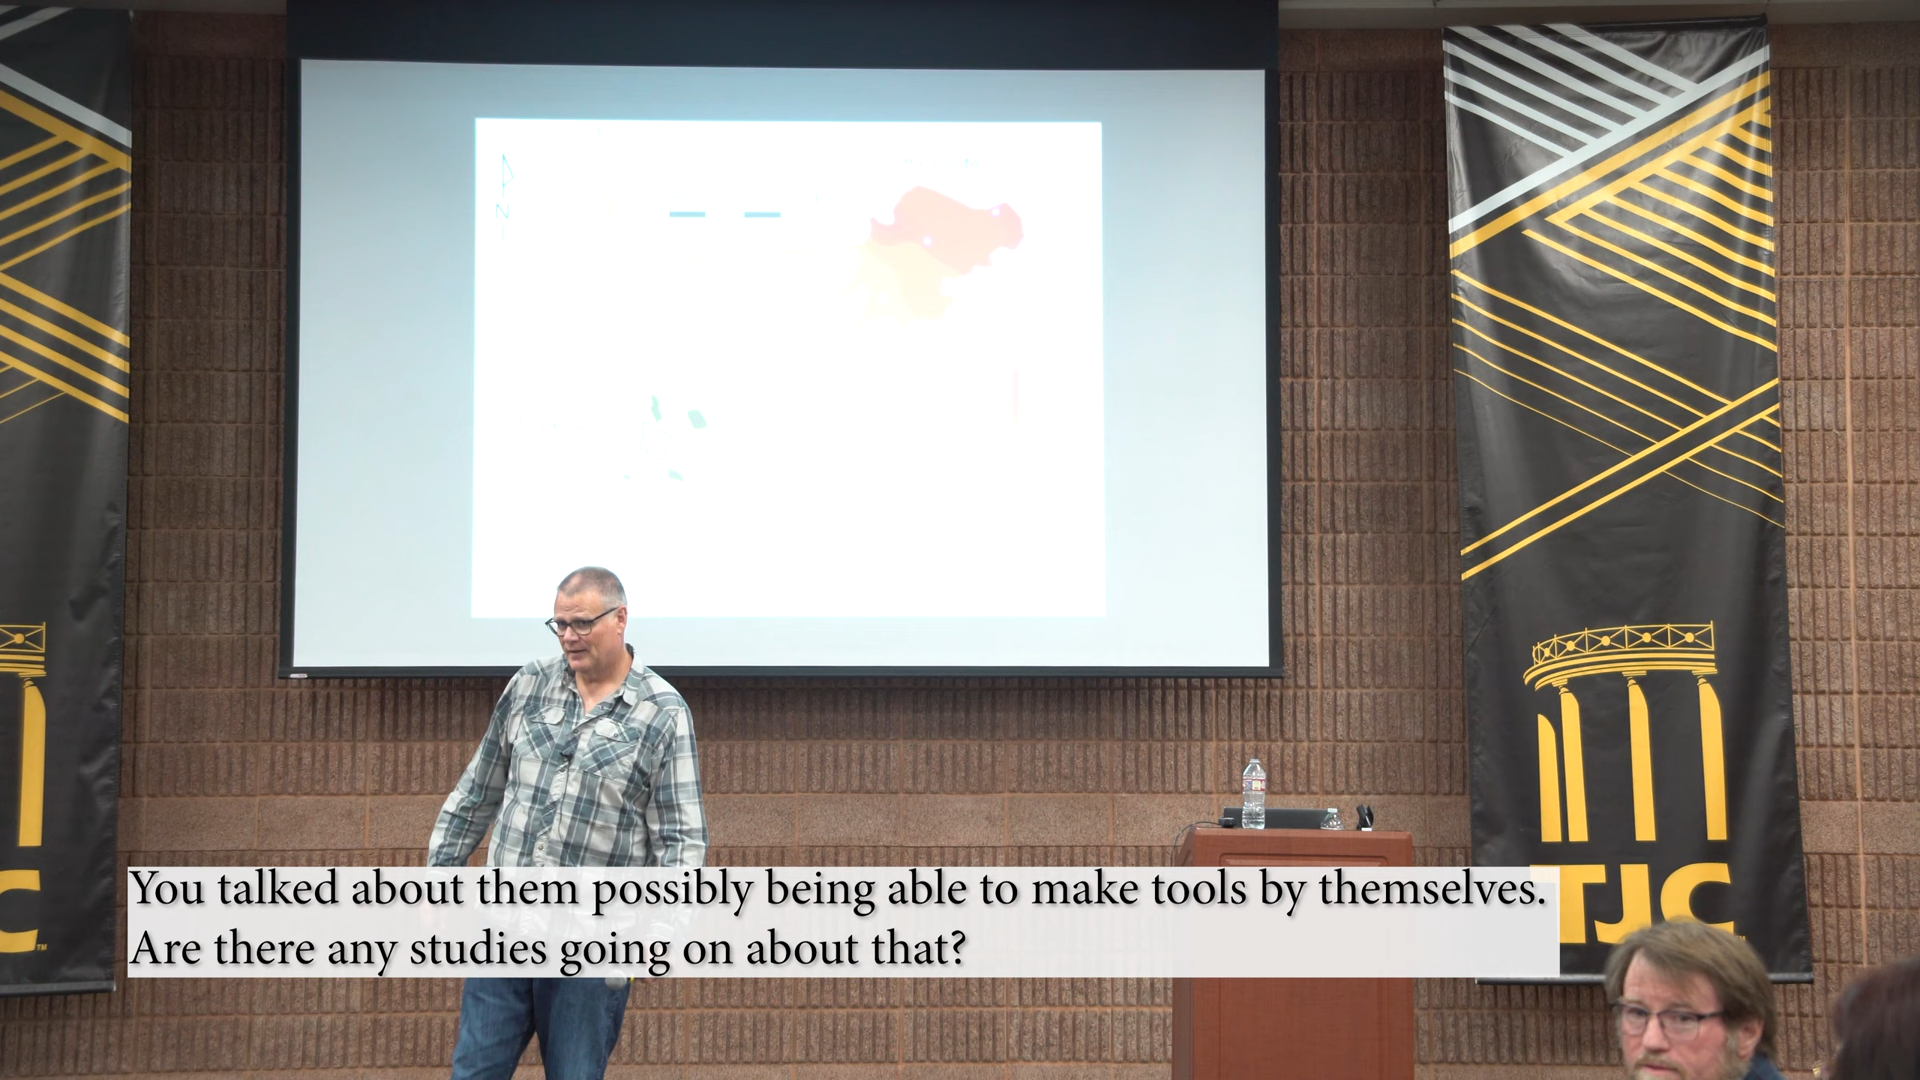 N
TJC
C
You talked about them possibly being able to make tools by themselves.
Are there any studies going on about that?